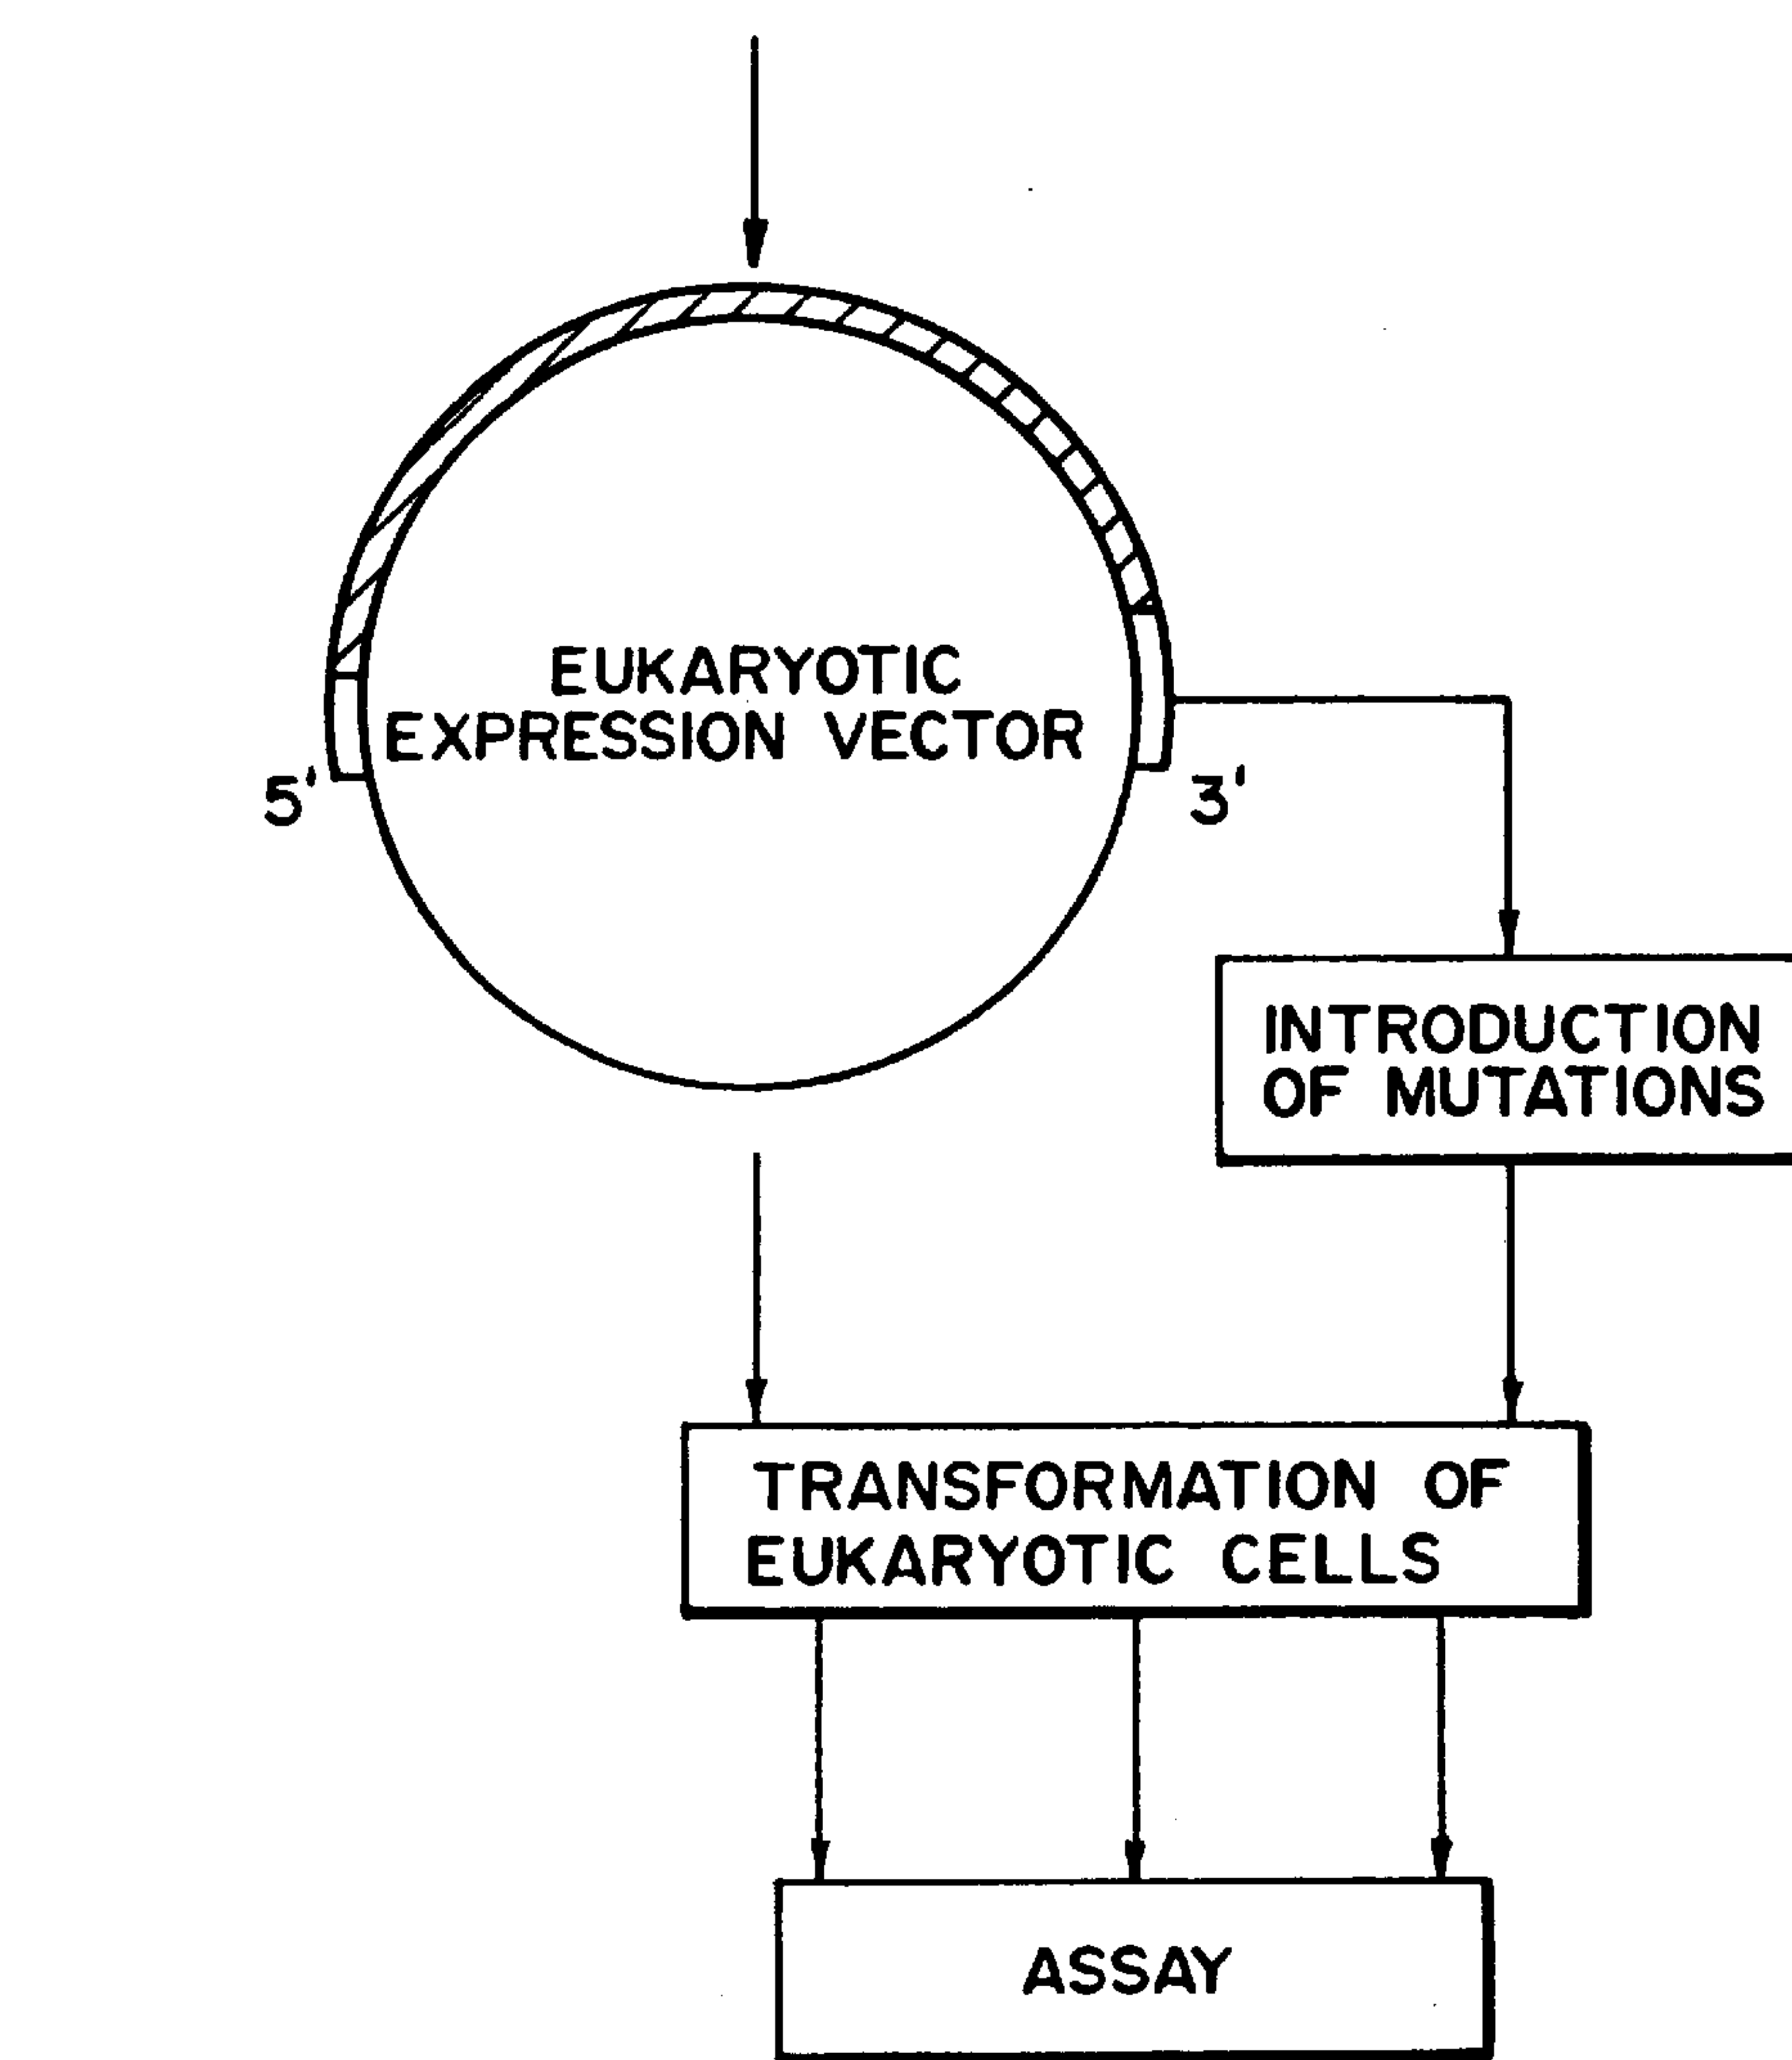 EUKARYOTIC
EXPRESSION VECTOR
5'
3'
INTRODUCTION
OF MUTATIONS
TRANSFORMATION OF
EUKARYOTIC CELLS
ASSAY